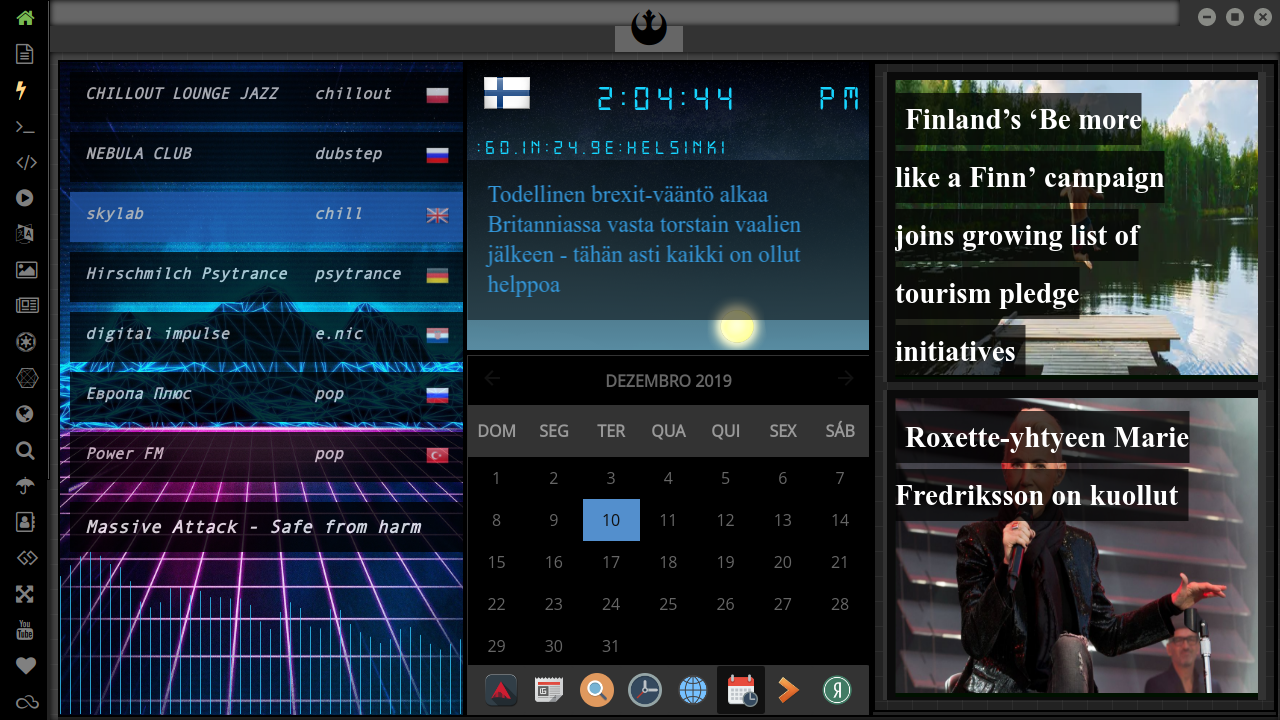 CHILLOUT LOUNGE JAZZ chillout
NEBULA CLUB dubstep
skylab chill
Hirschmilch Psytrance psytrance
digital impulse e.nic
Европа Плюс pop
Power FM pop
Massive Attack - Safe from harm
2:04:44 PM
:60.1N:24.9E:HELSINKI
Todellinen brexit-vääntö alkaa
Britanniassa vasta torstain vaalien
jälkeen - tähän asti kaikki on ollut
helppoa
DEZEMBRO 2019
DOM SEG TER QUA QUI SEX SÁB
1 2 3 4 5 6 7
8 9 10 11 12 13 14
15 16 17 18 19 20 21
22 23 24 25 26 27 28
29 30 31
Я
Finland’s ‘Be more
like a Finn’ campaign
joins growing list of
tourism pledge
initiatives
Roxette-yhtyeen Marie
Fredriksson on kuollut
You
Tube